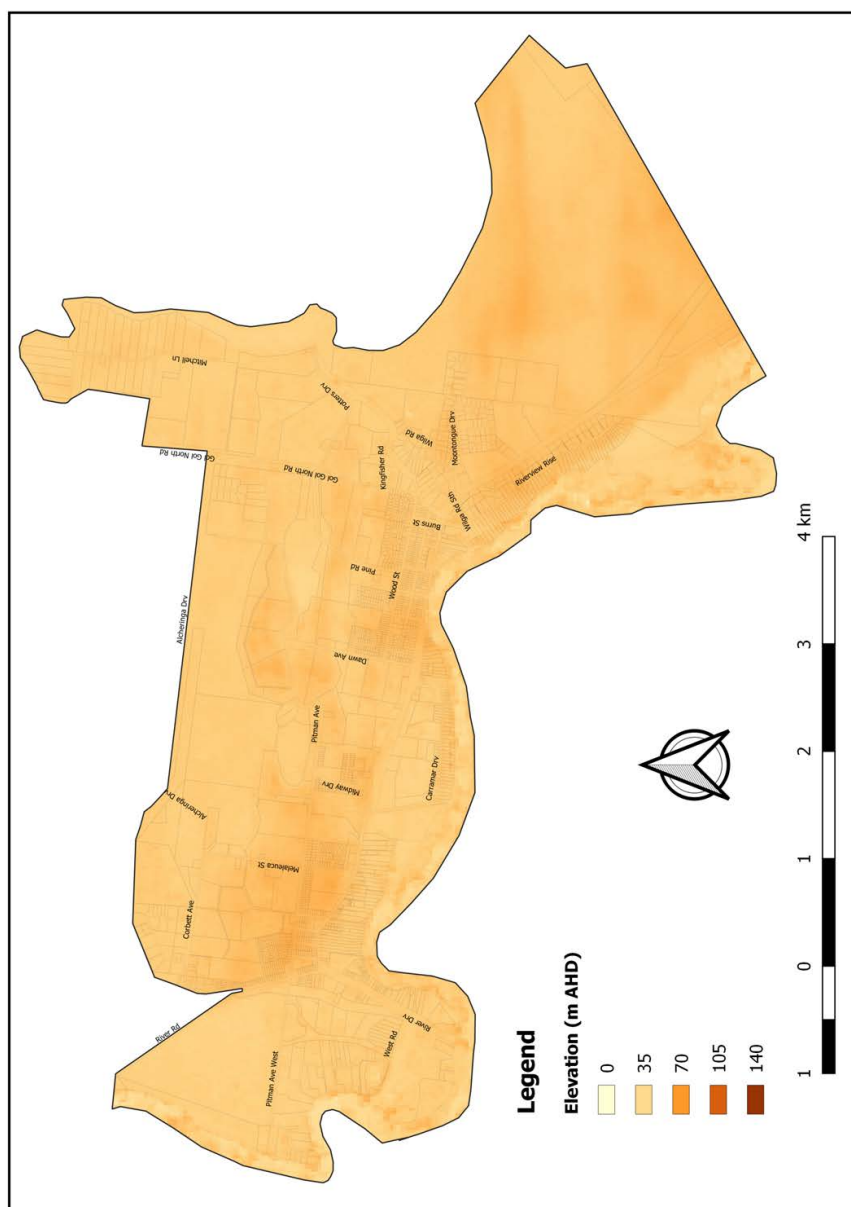 Mitchell Ln
Gol Gol North Rd
Potters Drv
Gol Gol North Rd
Kingfisher Rd
Wilga Rd
Moontongue Drv
Alcheringa Drv
Pine Rd
Burns St
Wilga Rd Sth
Riverview Rise
Wood St
Dawn Ave
Pitman Ave
Alcheringa Drv
Midway Drv
Carramar Drv
Melaleuca St
Corbett Ave
River Rd
River Drv
West Rd
Pitman Ave West
Legend
Elevation (m AHD)
0
35
70
105
140
1 0 1 2 3 4 km